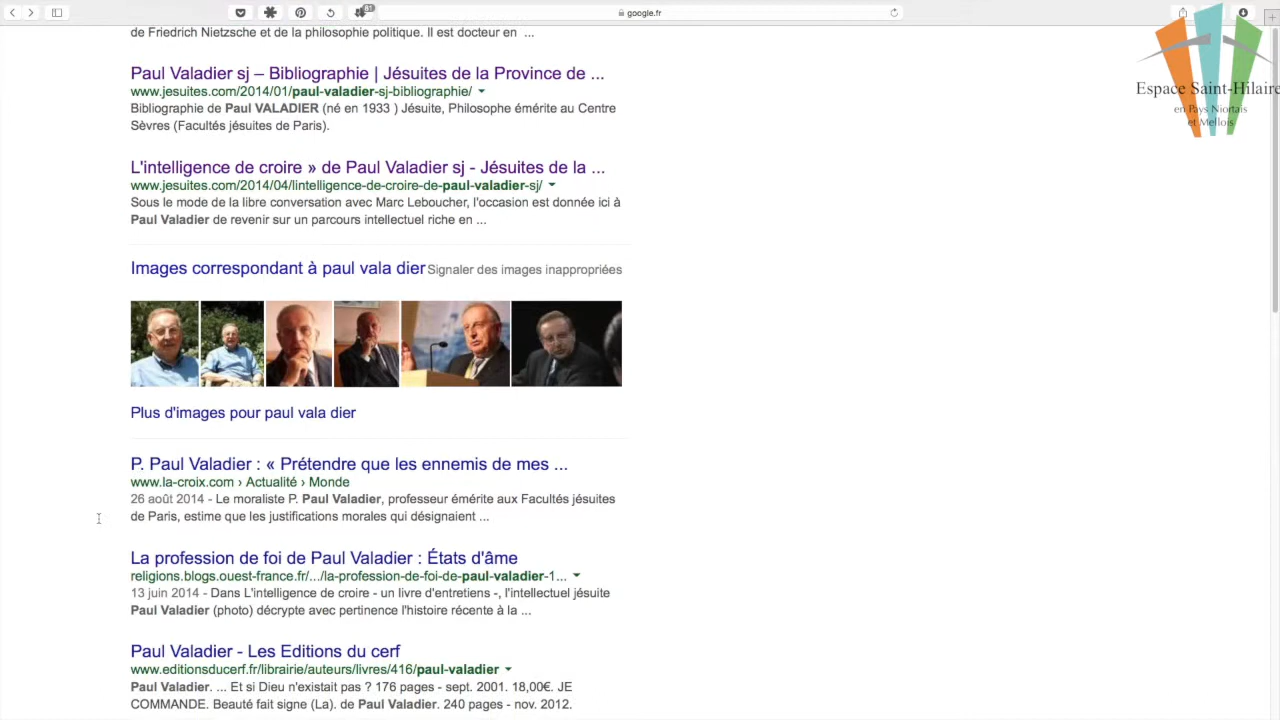 81
google.fr
de Friedrich Nietzsche et de la philosophie politique. Il est docteur en ...
Espace Saint-Hilaire
en Pays Niortais
et Mellois
Paul Valadier sj – Bibliographie | Jésuites de la Province de ...
www.jesuites.com/2014/01/paul-valadier-sj-bibliographie/
Bibliographie de Paul VALADIER (né en 1933 ) Jésuite, Philosophe émérite au Centre
Sèvres (Facultés jésuites de Paris).
L'intelligence de croire » de Paul Valadier sj - Jésuites de la ...
www.jesuites.com/2014/04/lintelligence-de-croire-de-paul-valadier-sj/
Sous le mode de la libre conversation avec Marc Leboucher, l'occasion est donnée ici à
Paul Valadier de revenir sur un parcours intellectuel riche en ...
Images correspondant à paul vala dier Signaler des images inappropriées
Plus d'images pour paul vala dier
P. Paul Valadier : « Prétendre que les ennemis de mes ...
www.la-croix.com › Actualité › Monde
26 août 2014 - Le moraliste P. Paul Valadier, professeur émérite aux Facultés jésuites
de Paris, estime que les justifications morales qui désignaient ...
La profession de foi de Paul Valadier : États d'âme
religions.blogs.ouest-france.fr/.../la-profession-de-foi-de-paul-valadier-1...
13 juin 2014 - Dans L'intelligence de croire - un livre d'entretiens -, l'intellectuel jésuite
Paul Valadier (photo) décrypte avec pertinence l'histoire récente à la ...
Paul Valadier - Les Editions du cerf
www.editionsducerf.fr/librairie/auteurs/livres/416/paul-valadier
Paul Valadier. ... Et si Dieu n'existait pas ? 176 pages - sept. 2001. 18,00€. JE
COMMANDE. Beauté fait signe (La). de Paul Valadier. 240 pages - nov. 2012.